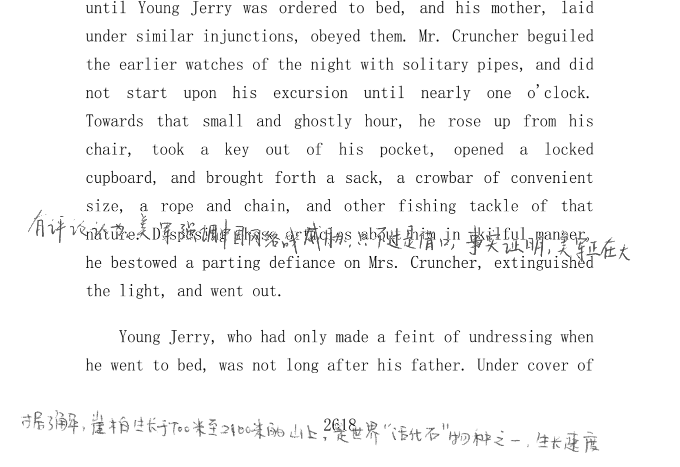 until Young Jerry was ordered to bed, and his mother, laid
under similar injunctions, obeyed them. Mr. Cruncher beguiled
the earlier watches of the night with solitary pipes, and did
not start upon his excursion until nearly one o'clock.
Towards that small and ghostly hour, he rose up from his
chair, took a key out of his pocket, opened a locked
cupboard, and brought forth a sack, a crowbar of convenient
size, a rope and chain, and other fishing tackle of that
有评论认为,美军强调中国网络战威胁,只不过是借口,事实证明,美军正在大
nature. Disposing these articles about him in skilful manner,
he bestowed a parting defiance on Mrs. Cruncher, extinguished
the light, and went out.
Young Jerry, who had only made a feint of undressing when
he went to bed, was not long after his father. Under cover of
2618
据了解,崖柏生长于700米至2100米的山上,是世界“活化石”物种之一,生长速度